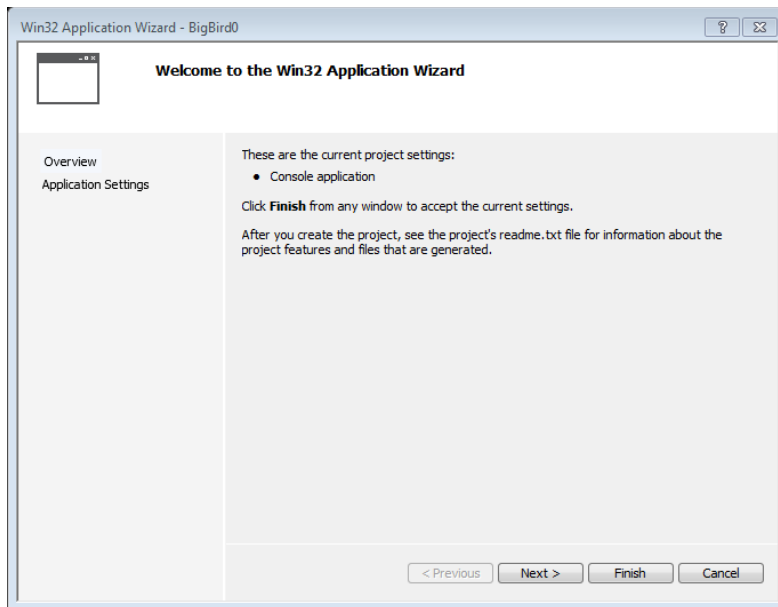 Win32 Application Wizard - BigBird0
Welcome to the Win32 Application Wizard
Overview
Application Settings
These are the current project settings:
● Console application
Click Finish from any window to accept the current settings.
After you create the project, see the project's readme.txt file for information about the
project features and files that are generated.
< Previous Next > Finish Cancel